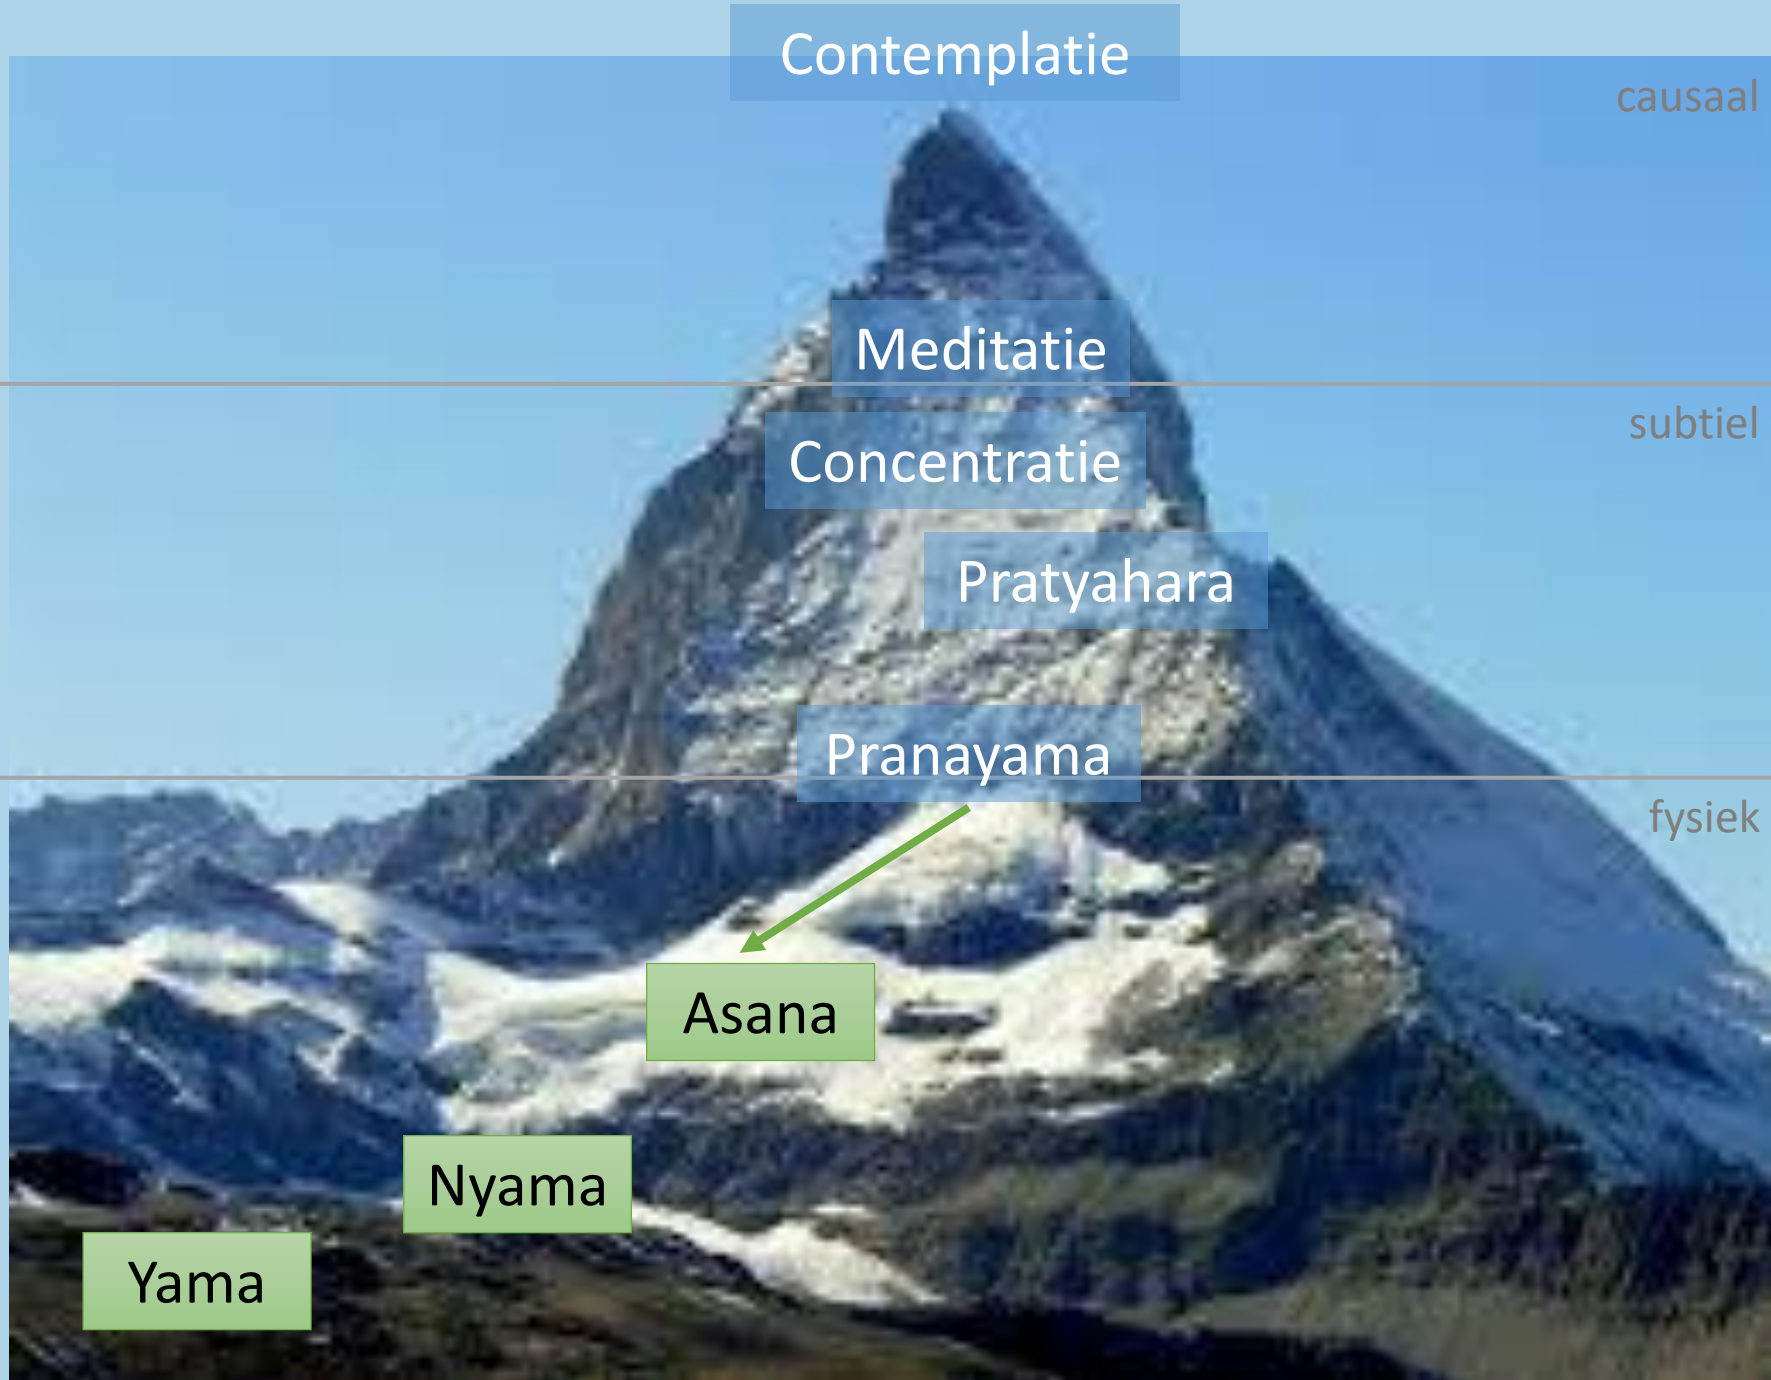 Contemplatie
causaal
Meditatie
subtiel
Concentratie
Pratyahara
Pranayama
fysiek
Asana
Nyama
Yama